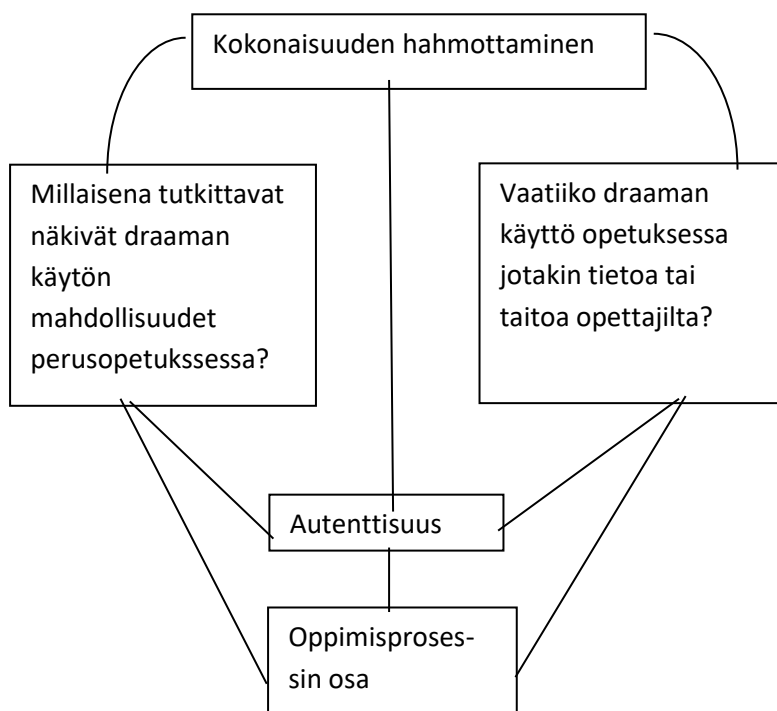 Kokonaisuuden hahmottaminen
Millaisena tutkittavat
näkivät draaman
käytön
mahdollisuudet
perusopetukssessa?
Vaatiiko draaman
käyttö opetuksessa
jotakin tietoa tai
taitoa opettajilta?
Autenttisuus
Oppimisproses-
sin osa